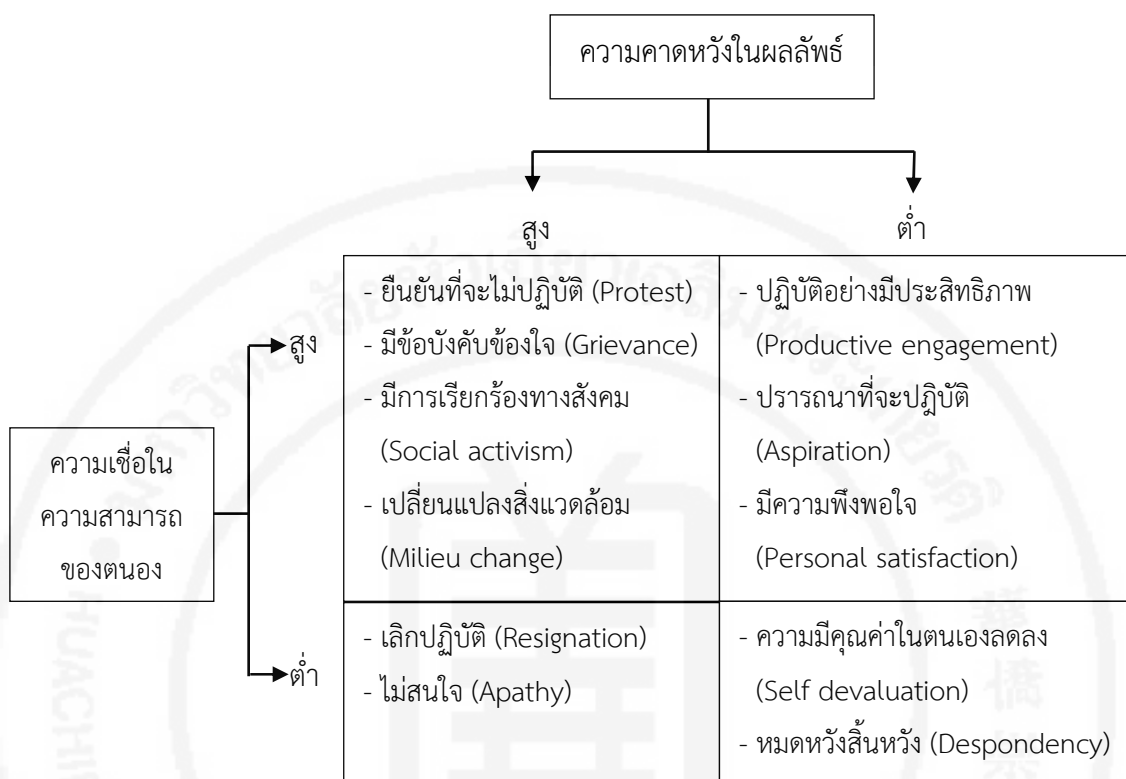 ความคาดหวังในผลลัพธ์
สูง
ต่ำ
ความเชื่อใน
ความสามารถ
ของตนอง
สูง
- ยืนยันที่จะไม่ปฏิบัติ (Protest)
- มีข้อบังคับข้องใจ (Grievance)
- มีการเรียกร้องทางสังคม
(Social activism)
- เปลี่ยนแปลงสิ่งแวดล้อม
(Milieu change)
- ปฏิบัติอย่างมีประสิทธิภาพ
(Productive engagement)
- ปรารถนาที่จะปฎิบัติ
(Aspiration)
- มีความพึงพอใจ
(Personal satisfaction)
ต่ำ
- เลิกปฏิบัติ (Resignation)
- ไม่สนใจ (Apathy)
- ความมีคุณค่าในตนเองลดลง
(Self devaluation)
- หมดหวังสิ้นหวัง (Despondency)